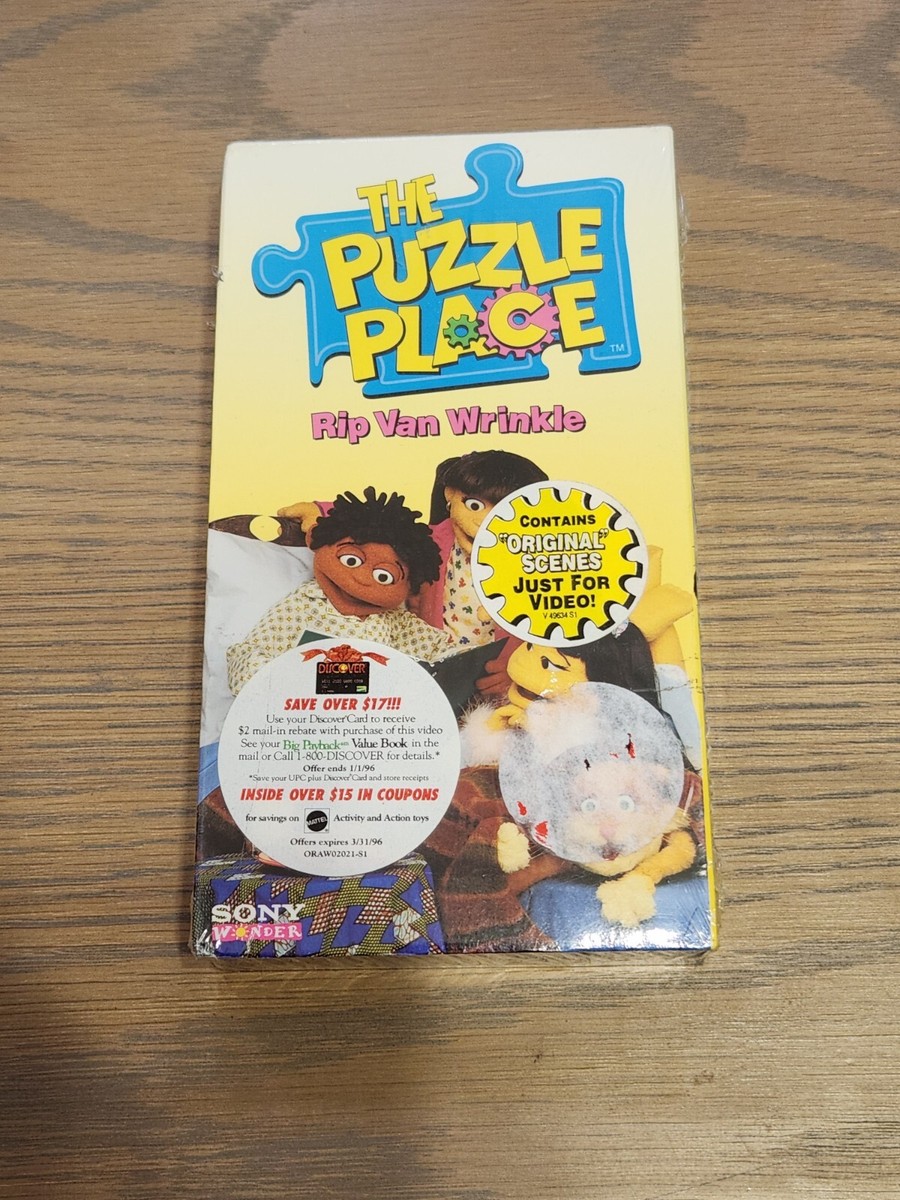 THE
PUZZLE
PLACE
TM
Rip Van Wrinkle
CONTAINS
"ORIGINAL"
SCENES
JUST FOR
VIDEO!
V 49634 S1
DISCOVER
SAVE OVER $17!!!
Use your Discover® Card to receive
$2 mail-in rebate with purchase of this video
See your Big Payback Value Book in the
mail or Call 1-800-DISCOVER for details.*
Offer ends 1/1/96
*Save your UPC plus Discover® Card and store receipts
INSIDE OVER $15 IN COUPONS
for savings on MATTEL Activity and Action toys
Offers expires 3/31/96
ORAW02021-S1
SONY
WONDER